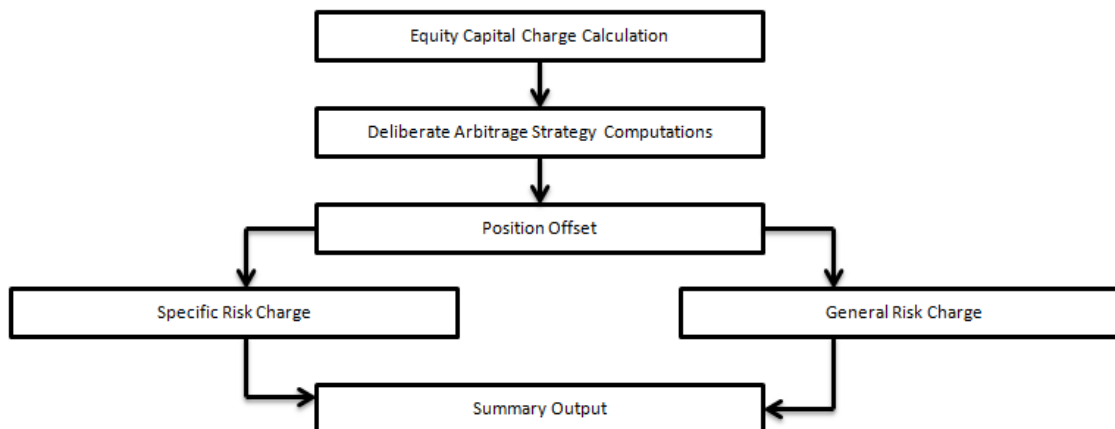 Equity Capital Charge Calculation
Deliberate Arbitrage Strategy Computations
Position Offset
Specific Risk Charge
General Risk Charge
Summary Output